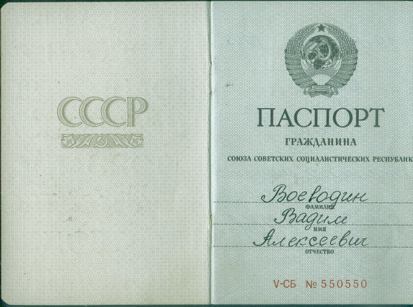 СССР
ПАСПОРТ
ГРАЖДАНИНА
СОЮЗА СОВЕТСКИХ СОЦИАЛИСТИЧЕСКИХ РЕСПУБЛИК
Воеводин
ФАМИЛИЯ
Вадим
ИМЯ
Алексеевич
ОТЧЕСТВО
V-СБ № 550550